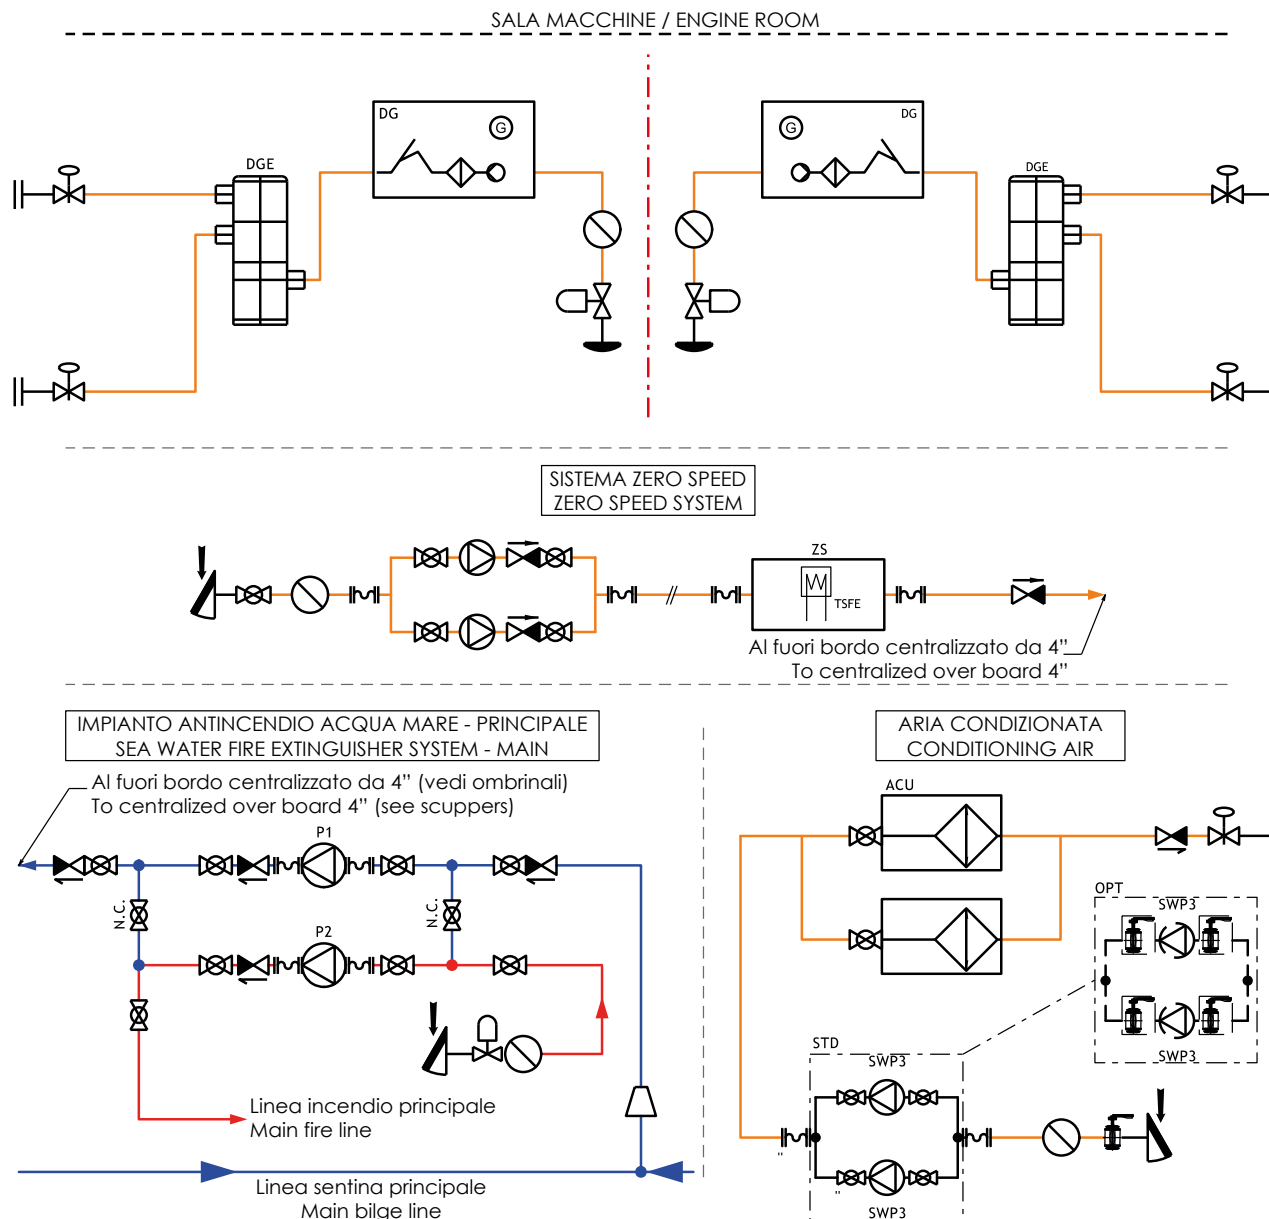 SALA MACCHINE / ENGINE ROOM
DG
G
G
DG
DGE
DGE
SISTEMA ZERO SPEED
ZERO SPEED SYSTEM
ZS
TSFE
Al fuori bordo centralizzato da 4”
To centralized over board 4”
IMPIANTO ANTINCENDIO ACQUA MARE - PRINCIPALE
SEA WATER FIRE EXTINGUISHER SYSTEM - MAIN
Al fuori bordo centralizzato da 4” (vedi ombrinali)
To centralized over board 4” (see scuppers)
P1
N.C.
N.C.
P2
Linea incendio principale
Main fire line
Linea sentina principale
Main bilge line
ARIA CONDIZIONATA
CONDITIONING AIR
ACU
OPT
SWP3
SWP3
STD
SWP3
"
"
SWP3